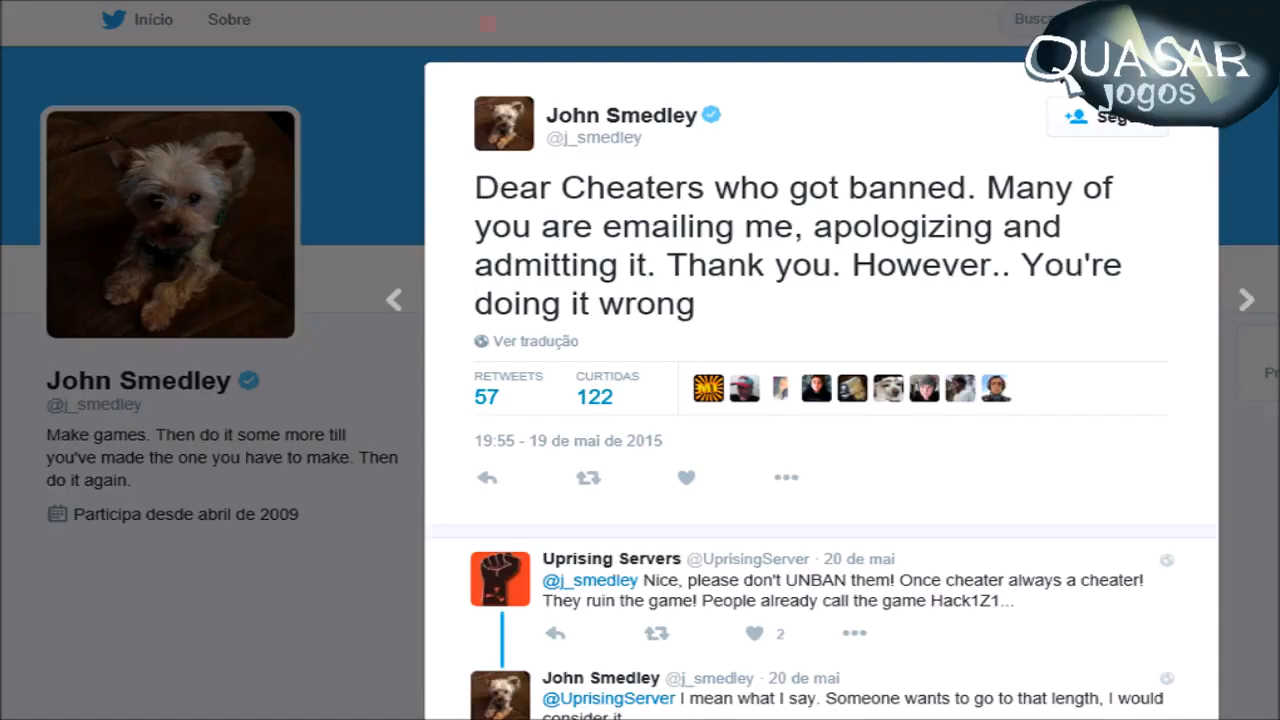 Início Sobre
QUASAR
jogos
John Smedley
@j_smedley
Dear Cheaters who got banned. Many of
you are emailing me, apologizing and
admitting it. Thank you. However.. You're
doing it wrong
Ver tradução
RETWEETS CURTIDAS
57 122
19:55 - 19 de mai de 2015
John Smedley
@j_smedley
Make games. Then do it some more till
you've made the one you have to make. Then
do it again.
Participa desde abril de 2009
Uprising Servers @UprisingServer · 20 de mai
@j_smedley Nice, please don't UNBAN them! Once cheater always a cheater!
They ruin the game! People already call the game Hack1Z1...
2
John Smedley @j_smedley · 20 de mai
@UprisingServer I mean what I say. Someone wants to go to that length, I would
consider it